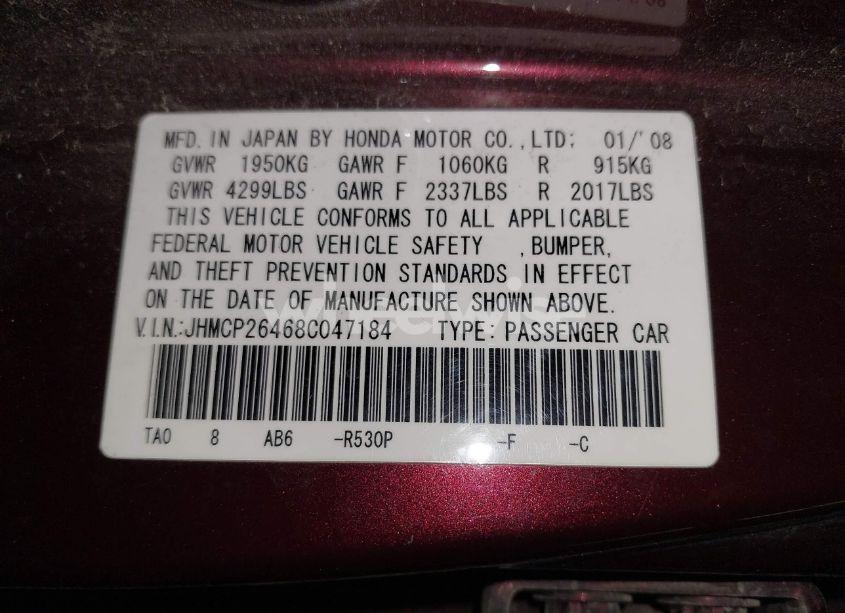 MFD. IN JAPAN BY HONDA MOTOR CO.,LTD: 01/'08
GVWR 1950KG GAWR F 1060KG R 915KG
GVWR 4299LBS GAWR F 2337LBS R 2017LBS
THIS VEHICLE CONFORMS TO ALL APPLICABLE
FEDERAL MOTOR VEHICLE SAFETY ,BUMPER,
AND THEFT PREVENTION STANDARDS IN EFFECT
ON THE DATE OF MANUFACTURE SHOWN ABOVE.
V.I.N.:JHMCP26468C047184 TYPE:PASSENGER CAR
TA0 8 AB6 -R530P -F -C